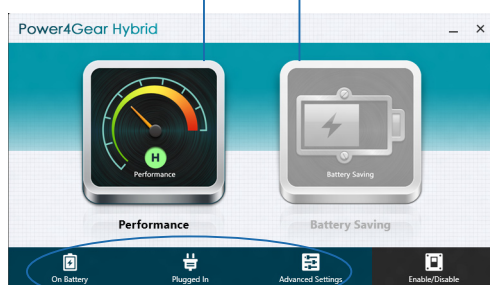 Power4Gear Hybrid
H
Performance
Battery Saving
Performance
Battery Saving
On Battery
Plugged In
Advanced Settings
Enable/Disable